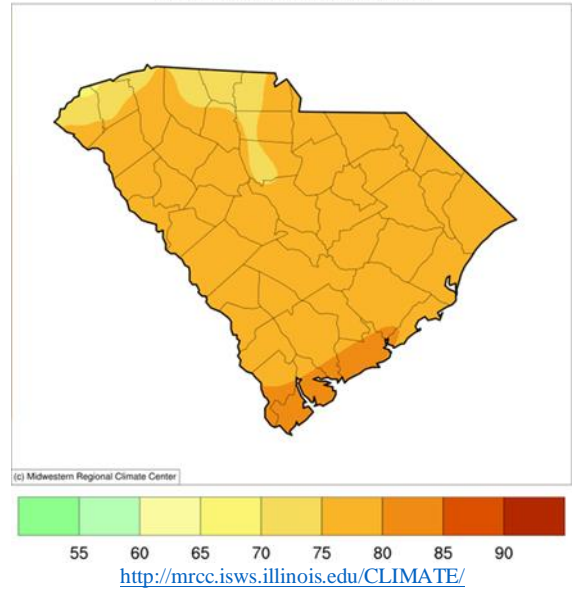 (c) Midwestern Regional Climate Center
55 60 65 70 75 80 85 90
http://mrcc.isws.illinois.edu/CLIMATE/